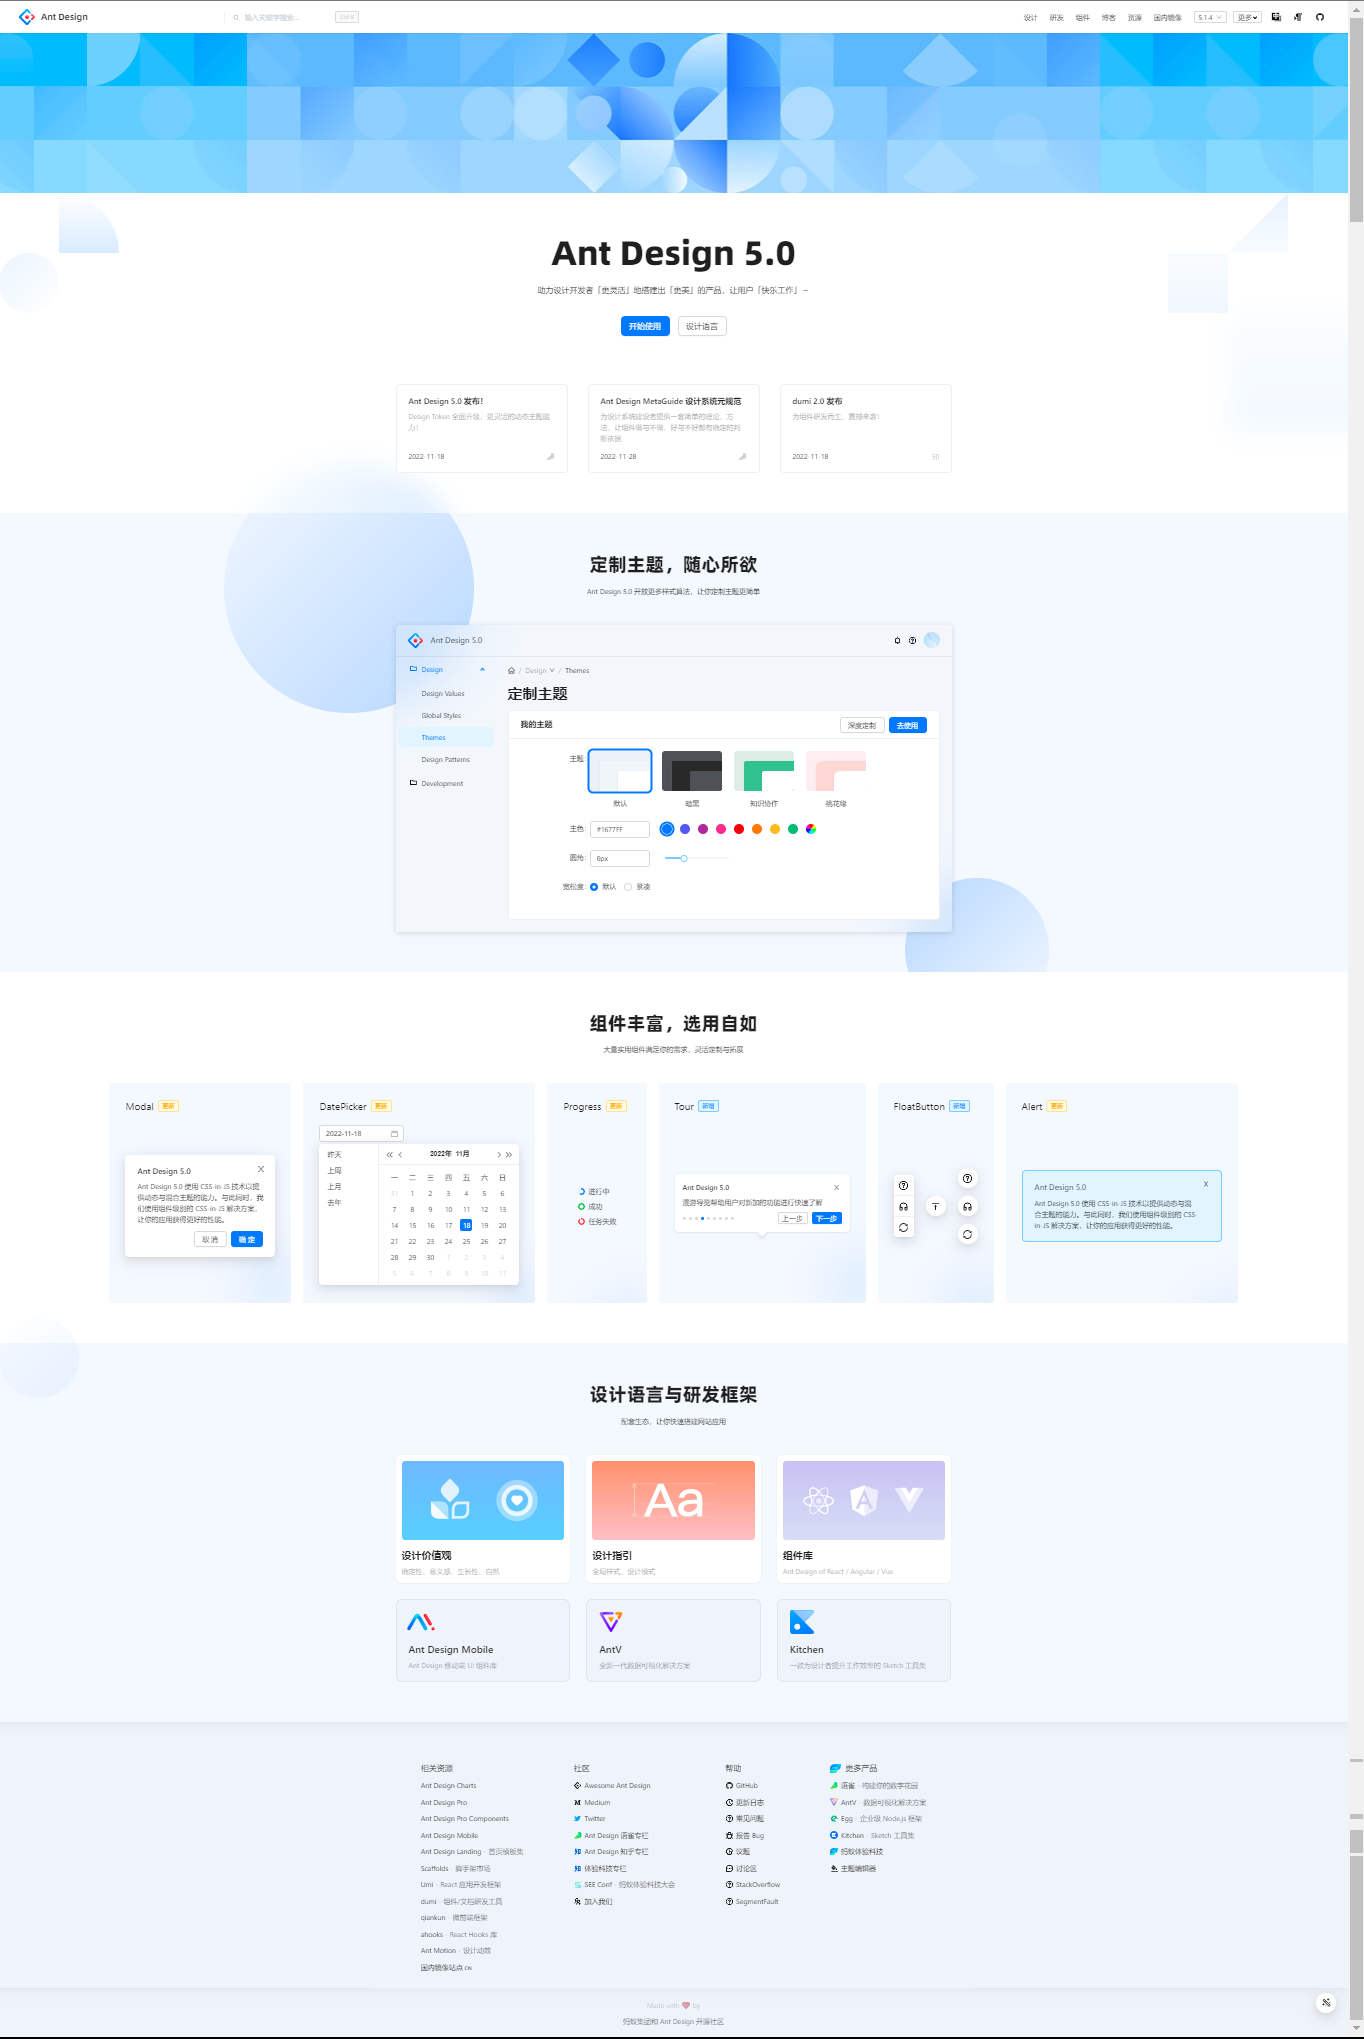 Ant Design
输入关键字搜索...
Ctrl K
设计 研发 组件 博客 资源 国内镜像 5.1.4 更多
Ant Design 5.0
助力设计开发者「更灵活」地搭建出「更美」的产品，让用户「快乐工作」~
开始使用 设计语言
Ant Design 5.0 发布！
Design Token 全面升级，更灵活的动态主题能
力！
2022-11-18
Ant Design MetaGuide 设计系统元规范
为设计系统建设者提供一套简单的理论、方
法，让组件做与不做、好与不好都有确定的判
断依据
2022-11-28
dumi 2.0 发布
为组件研发而生，震撼来袭！
2022-11-18
定制主题，随心所欲
Ant Design 5.0 开放更多样式算法，让你定制主题更简单
Ant Design 5.0
Design
Design Values
Global Styles
Themes
Design Patterns
Development
/ Design / Themes
定制主题
我的主题
深度定制 去使用
主题:
默认 暗黑 知识协作 桃花缘
主色: #1677FF
圆角: 6px
宽松度: 默认 紧凑
组件丰富，选用自如
大量实用组件满足你的需求，灵活定制与拓展
Modal 更新
Ant Design 5.0
Ant Design 5.0 使用 CSS-in-JS 技术以提
供动态与混合主题的能力。与此同时，我
们使用组件级别的 CSS-in-JS 解决方案，
让你的应用获得更好的性能。
取 消 确 定
DatePicker 更新
2022-11-18
昨天
上周
上月
去年
2022年 11月
一 二 三 四 五 六 日
31 1 2 3 4 5 6
7 8 9 10 11 12 13
14 15 16 17 18 19 20
21 22 23 24 25 26 27
28 29 30 1 2 3 4
5 6 7 8 9 10 11
Progress 更新
进行中
成功
任务失败
Tour 新增
Ant Design 5.0
漫游导览帮助用户对新加的功能进行快速了解
上一步 下一步
FloatButton 新增
Alert 更新
Ant Design 5.0
Ant Design 5.0 使用 CSS-in-JS 技术以提供动态与混
合主题的能力。与此同时，我们使用组件级别的 CSS-
in-JS 解决方案，让你的应用获得更好的性能。
设计语言与研发框架
配套生态，让你快速搭建网站应用
设计价值观
确定性、意义感、生长性、自然
Aa
设计指引
全局样式、设计模式
组件库
Ant Design of React / Angular / Vue
Ant Design Mobile
Ant Design 移动端 UI 组件库
AntV
全新一代数据可视化解决方案
Kitchen
一款为设计者提升工作效率的 Sketch 工具集
相关资源
Ant Design Charts
Ant Design Pro
Ant Design Pro Components
Ant Design Mobile
Ant Design Landing - 首页模板集
Scaffolds - 脚手架市场
Umi - React 应用开发框架
dumi - 组件/文档研发工具
qiankun - 微前端框架
ahooks - React Hooks 库
Ant Motion - 设计动效
国内镜像站点 CN
社区
Awesome Ant Design
Medium
Twitter
Ant Design 语雀专栏
Ant Design 知乎专栏
体验科技专栏
SEE Conf - 蚂蚁体验科技大会
加入我们
帮助
GitHub
更新日志
常见问题
报告 Bug
议题
讨论区
StackOverflow
SegmentFault
更多产品
语雀 - 构建你的数字花园
AntV - 数据可视化解决方案
Egg - 企业级 Node.js 框架
Kitchen - Sketch 工具集
蚂蚁体验科技
主题编辑器
Made with ❤ by
蚂蚁集团和 Ant Design 开源社区